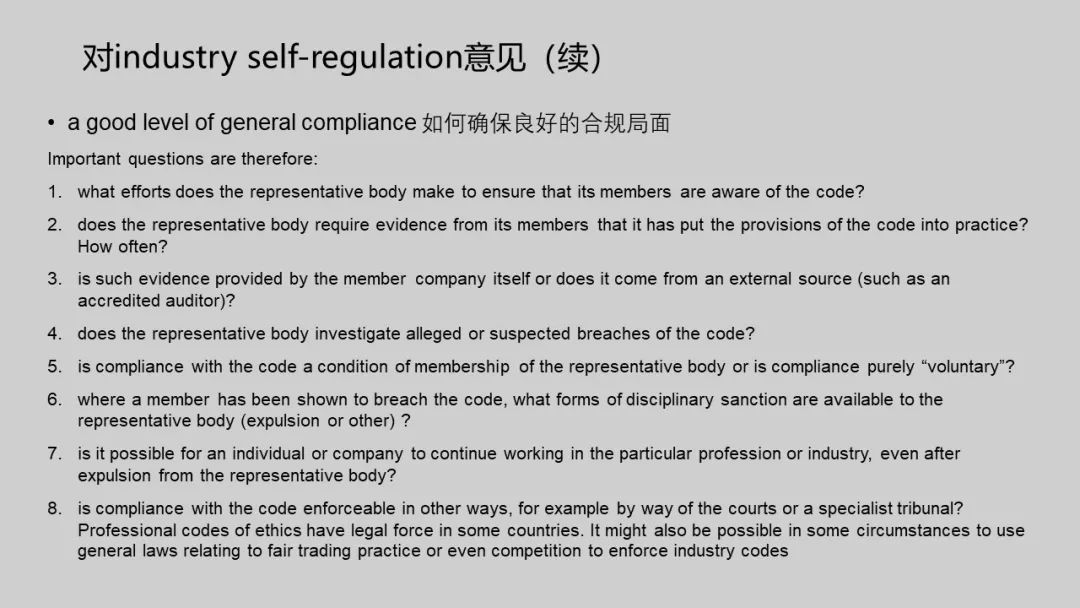 对industry self-regulation意见（续）
• a good level of general compliance 如何确保良好的合规局面
Important questions are therefore:
1. what efforts does the representative body make to ensure that its members are aware of the code?
2. does the representative body require evidence from its members that it has put the provisions of the code into practice?
How often?
3. is such evidence provided by the member company itself or does it come from an external source (such as an
accredited auditor)?
4. does the representative body investigate alleged or suspected breaches of the code?
5. is compliance with the code a condition of membership of the representative body or is compliance purely “voluntary”?
6. where a member has been shown to breach the code, what forms of disciplinary sanction are available to the
representative body (expulsion or other) ?
7. is it possible for an individual or company to continue working in the particular profession or industry, even after
expulsion from the representative body?
8. is compliance with the code enforceable in other ways, for example by way of the courts or a specialist tribunal?
Professional codes of ethics have legal force in some countries. It might also be possible in some circumstances to use
general laws relating to fair trading practice or even competition to enforce industry codes